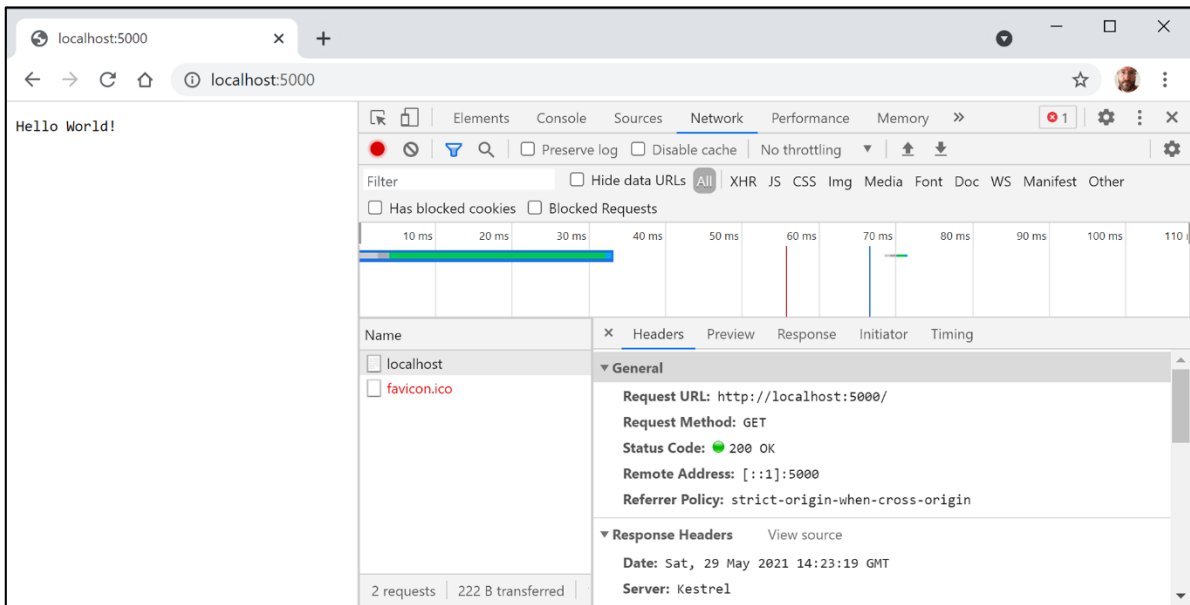 localhost:5000
localhost:5000
Hello World!
Elements Console Sources Network Performance Memory 1
Preserve log Disable cache No throttling
Filter Hide data URLs All XHR JS CSS Img Media Font Doc WS Manifest Other
Has blocked cookies Blocked Requests
10 ms 20 ms 30 ms 40 ms 50 ms 60 ms 70 ms 80 ms 90 ms 100 ms 110
Name
localhost
favicon.ico
2 requests 222 B transferred
Headers Preview Response Initiator Timing
General
Request URL: http://localhost:5000/
Request Method: GET
Status Code: 200 OK
Remote Address: [::1]:5000
Referrer Policy: strict-origin-when-cross-origin
Response Headers View source
Date: Sat, 29 May 2021 14:23:19 GMT
Server: Kestrel